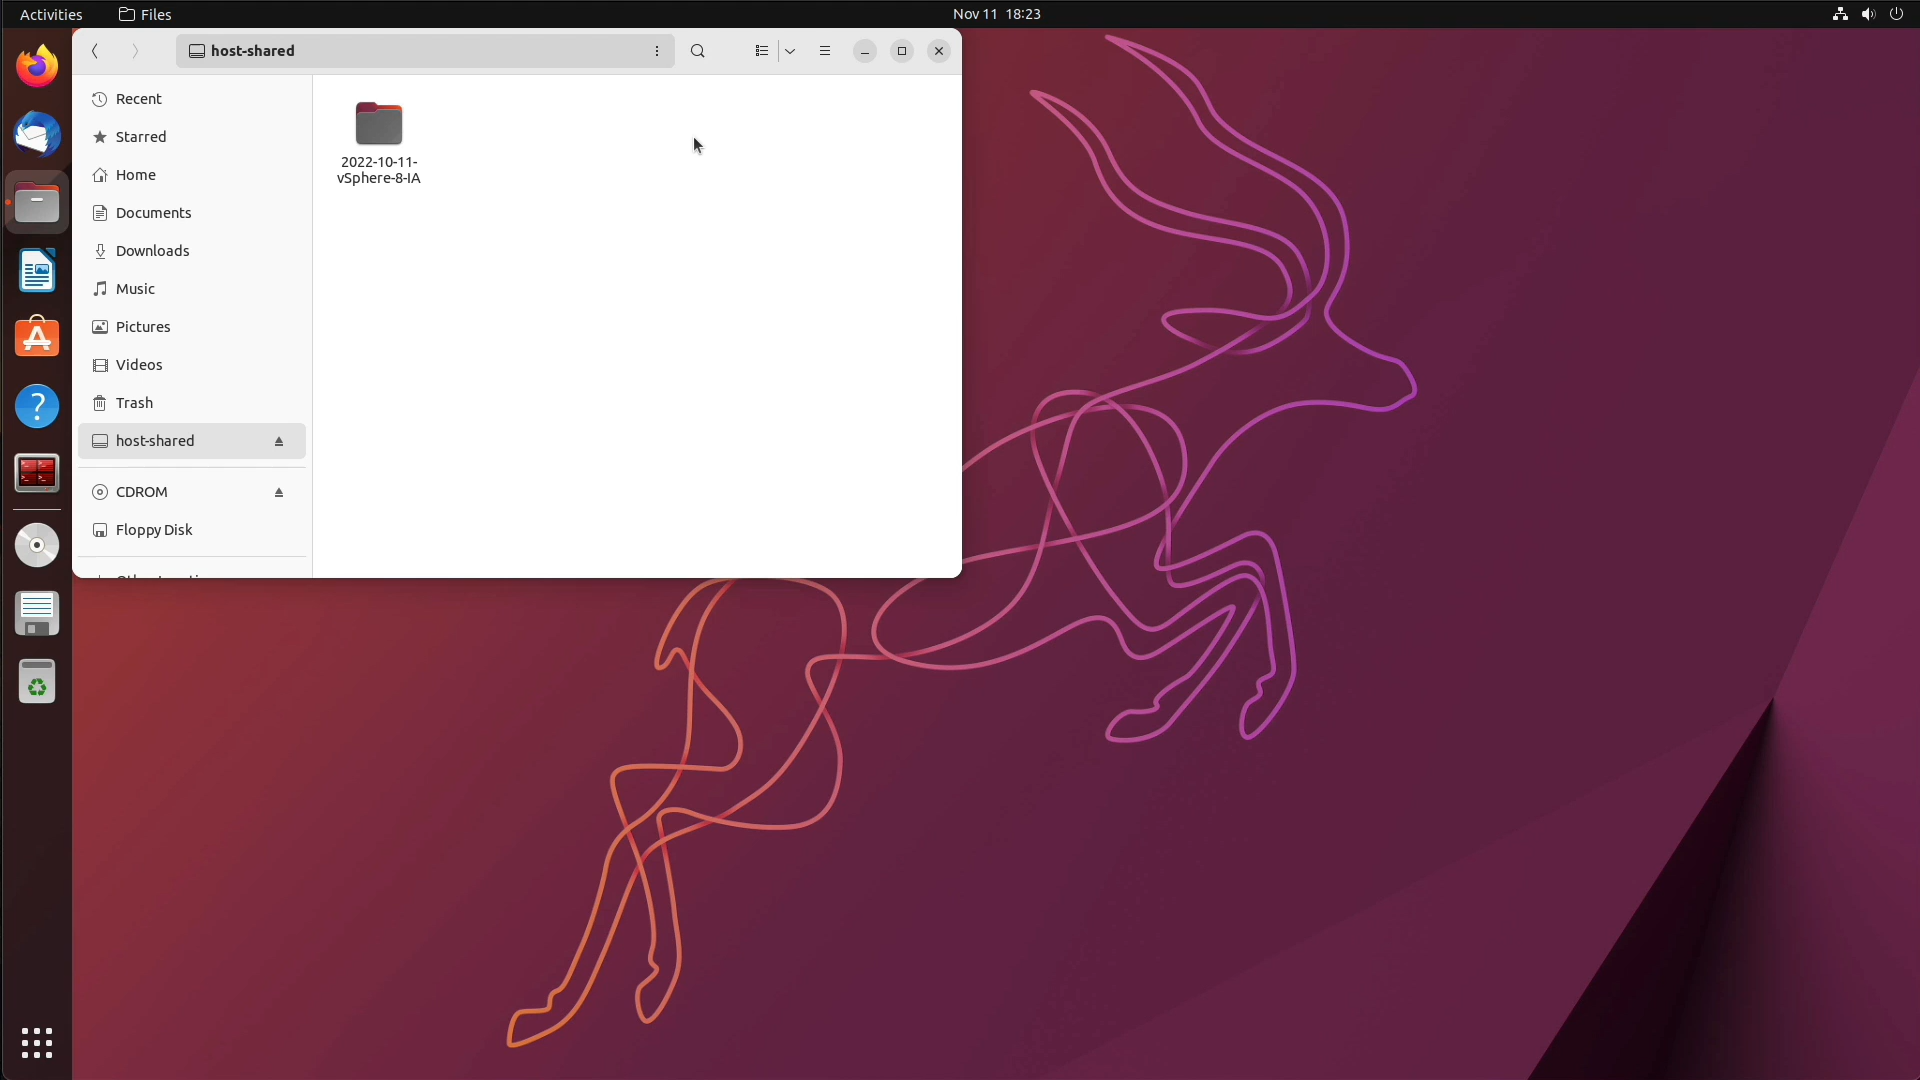 Activities
Files
Nov 11 18:23
host-shared
Recent
Starred
Home
Documents
Downloads
Music
Pictures
Videos
Trash
host-shared
CDROM
Floppy Disk
2022-10-11-
vSphere-8-IA